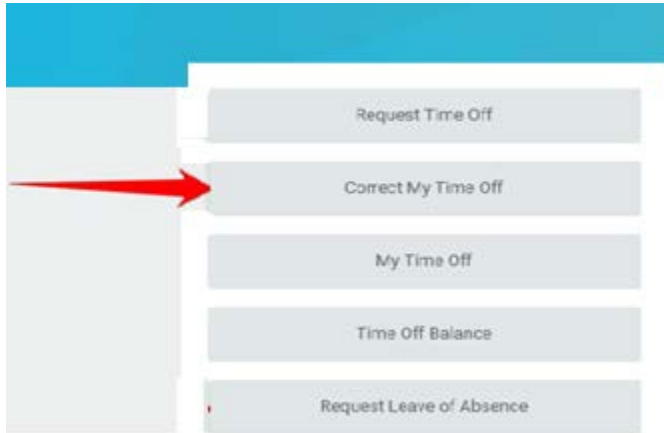 Request Time Off
Correct My Time Off
My Time Off
Time Off Balance
Request Leave of Absence